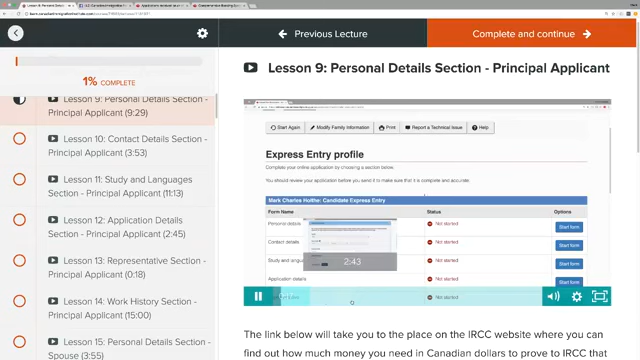 Previous Lecture
Complete and continue
1% COMPLETE
Lesson 9: Personal Details Section -
Principal Applicant (9:29)
Lesson 10: Contact Details Section -
Principal Applicant (3:53)
Lesson 11: Study and Languages
Section - Principal Applicant (11:13)
Lesson 12: Application Details
Section - Principal Applicant (2:45)
Lesson 13: Representative Section -
Principal Applicant (0:18)
Lesson 14: Work History Section -
Principal Applicant (15:00)
Lesson 15: Personal Details Section -
Spouse (3:55)
Lesson 9: Personal Details Section - Principal Applicant
Start Again
Modify Family Information
Print
Report a Technical Issue
Help
Express Entry profile
Complete your online application by choosing a section below.
You should review your application before you send it to make sure that it is complete and accurate.
Mark Charles Holthe: Candidate Express Entry
Form Name Status Options
Personal details Not started Start form
Contact details Not started Start form
Study and Not started Start form
Application details Not started Start form
Not started
2:43
The link below will take you to the place on the IRCC website where you can
find out how much money you need in Canadian dollars to prove to IRCC that